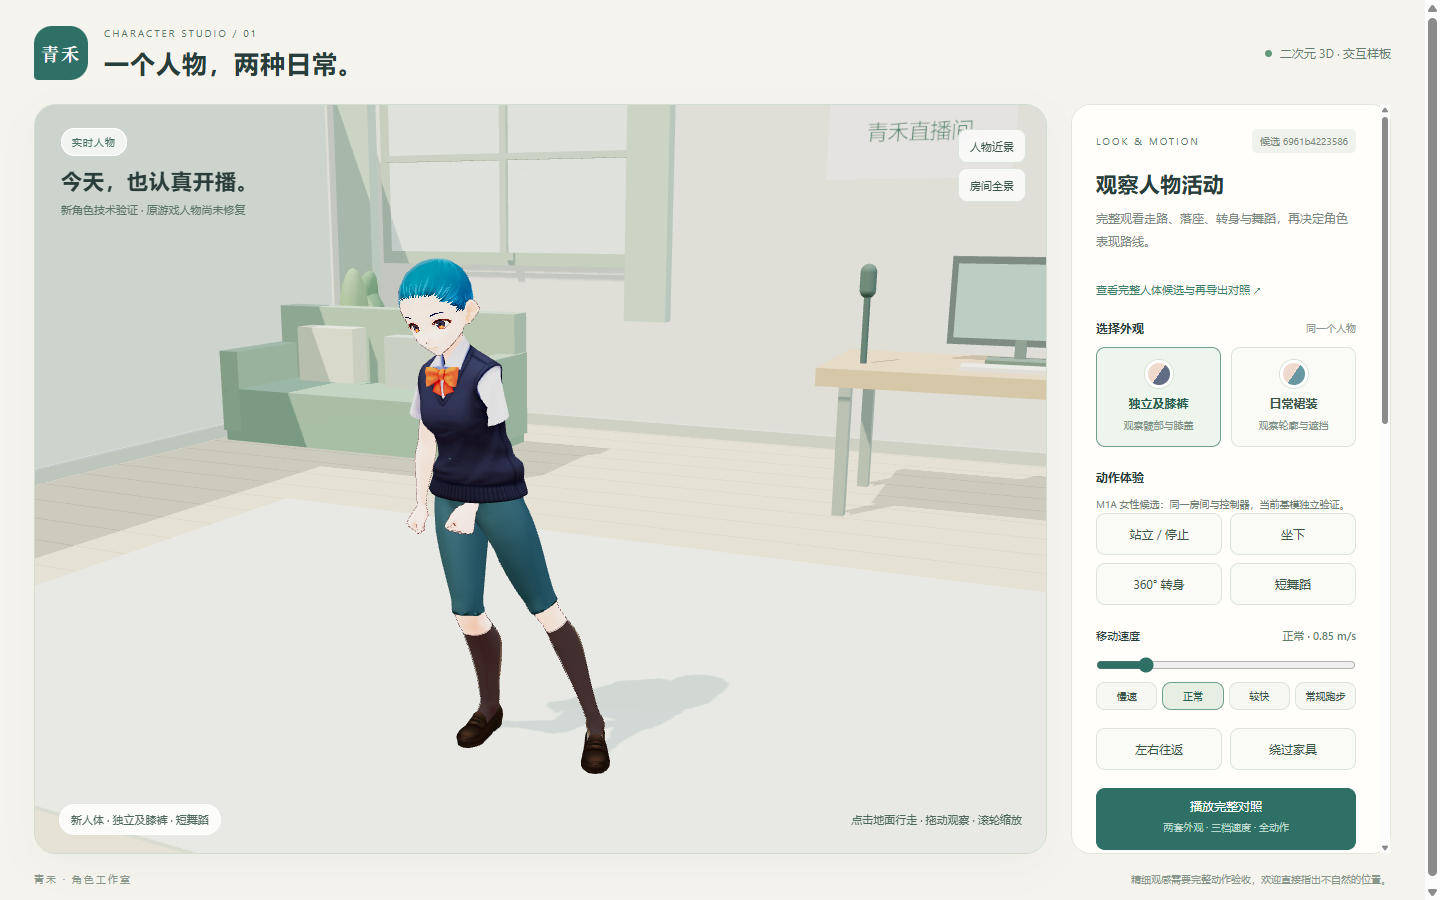 青禾
CHARACTER STUDIO / 01
一个人物，两种日常。
二次元 3D · 交互样板
实时人物
今天，也认真开播。
新角色技术验证 · 原游戏人物尚未修复
青禾直播间
人物近景
房间全景
新人体 · 独立及膝裤 · 短舞蹈
点击地面行走 · 拖动观察 · 滚轮缩放
LOOK & MOTION
候选 6961b4223586
观察人物活动
完整观看走路、落座、转身与舞蹈，再决定角色
表现路线。
查看完整人体候选与再导出对照 ↗
选择外观
同一个人物
独立及膝裤
观察髋部与膝盖
日常裙装
观察轮廓与遮挡
动作体验
M1A 女性候选：同一房间与控制器，当前基模独立验证。
站立 / 停止
坐下
360° 转身
短舞蹈
移动速度
正常 · 0.85 m/s
慢速
正常
较快
常规跑步
左右往返
绕过家具
播放完整对照
两套外观 · 三档速度 · 全动作
青禾 · 角色工作室
精细观感需要完整动作验收，欢迎直接指出不自然的位置。